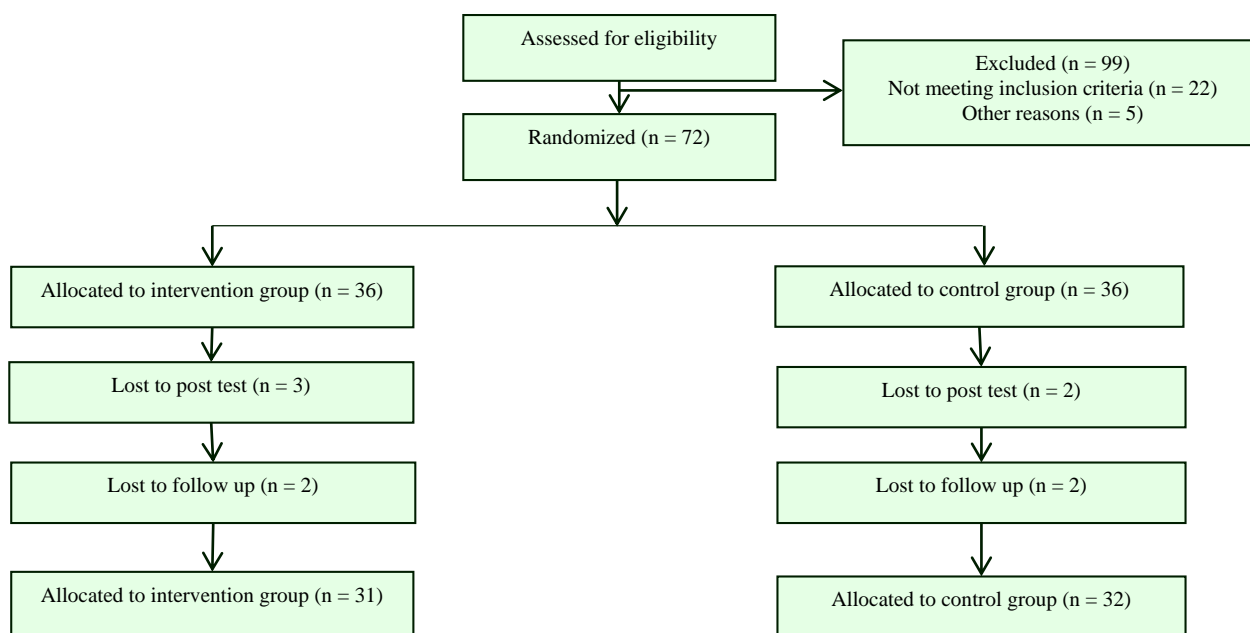 Assessed for eligibility
Excluded (n = 99)
Not meeting inclusion criteria (n = 22)
Other reasons (n = 5)
Randomized (n = 72)
Allocated to intervention group (n = 36)
Allocated to control group (n = 36)
Lost to post test (n = 3)
Lost to post test (n = 2)
Lost to follow up (n = 2)
Lost to follow up (n = 2)
Allocated to intervention group (n = 31)
Allocated to control group (n = 32)